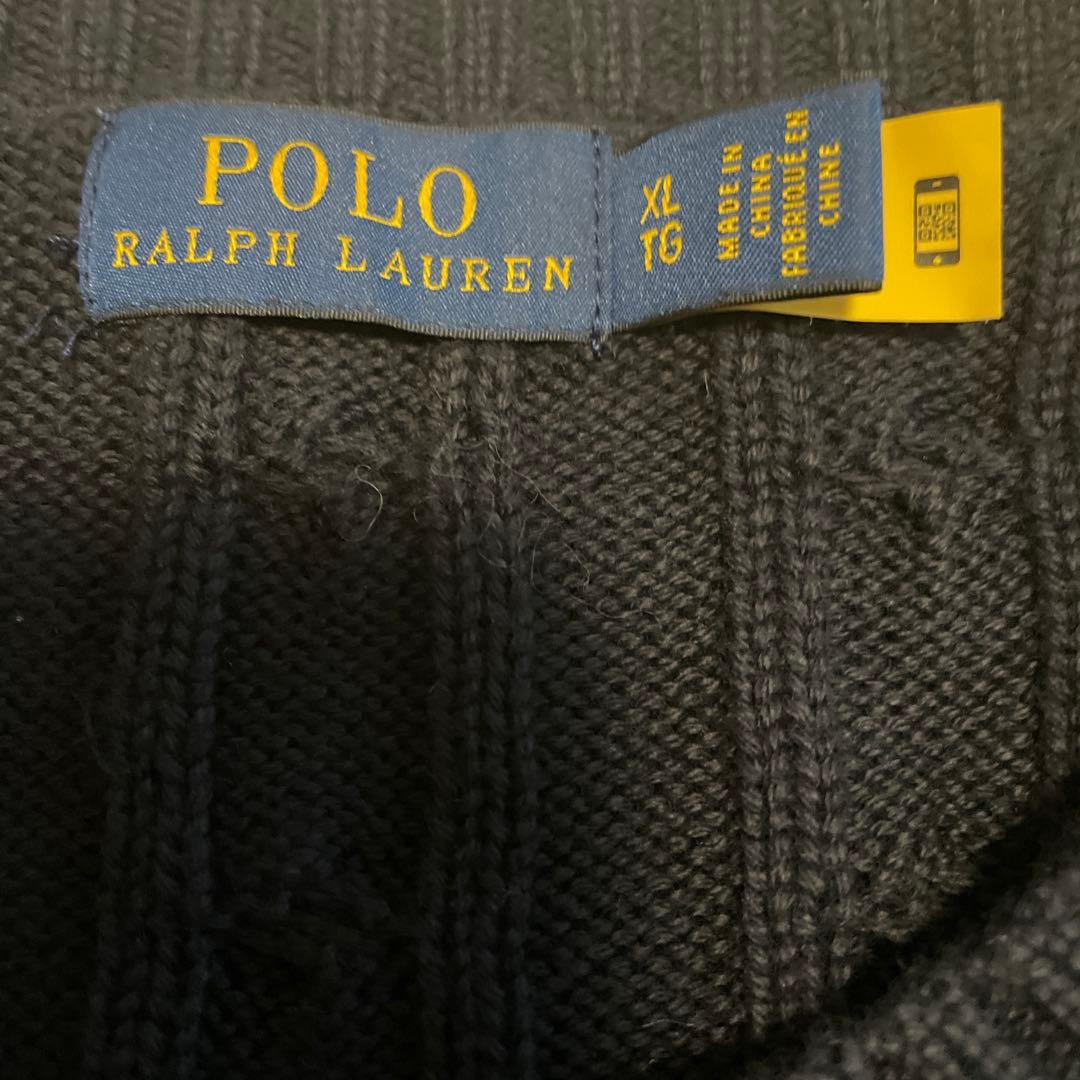 POLO
RALPH LAUREN
XL
TG
MADE IN
CHINA
FABRIQUÉ EN
CHINE